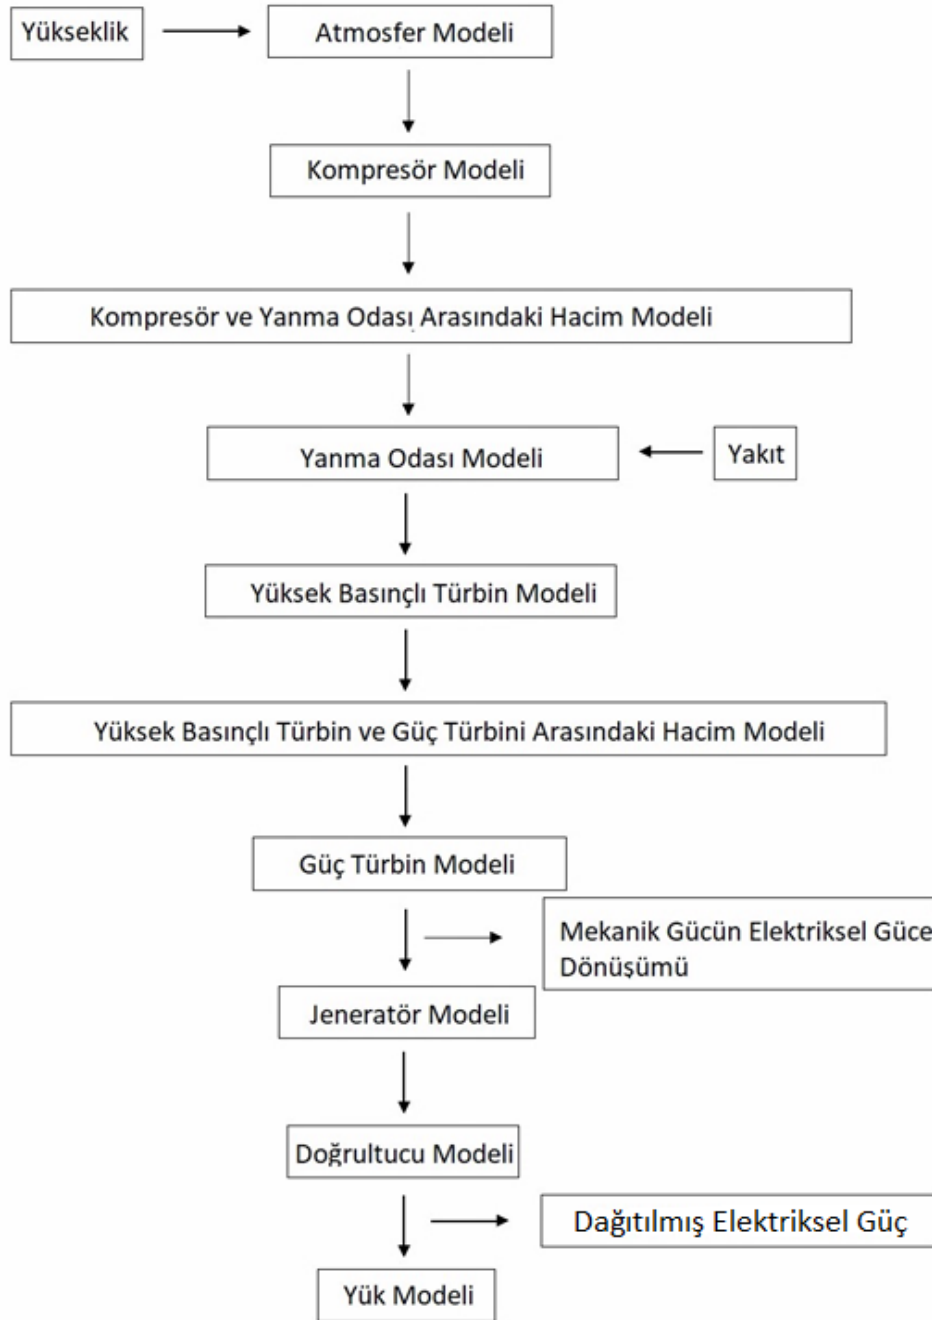 Yükseklik
Atmosfer Modeli
Kompresör Modeli
Kompresör ve Yanma Odası Arasındaki Hacim Modeli
Yanma Odası Modeli
Yakıt
Yüksek Basınçlı Türbin Modeli
Yüksek Basınçlı Türbin ve Güç Türbini Arasındaki Hacim Modeli
Güç Türbin Modeli
Mekanik Gücün Elektriksel Güce
Dönüşümü
Jeneratör Modeli
Doğrultucu Modeli
Dağıtılmış Elektriksel Güç
Yük Modeli